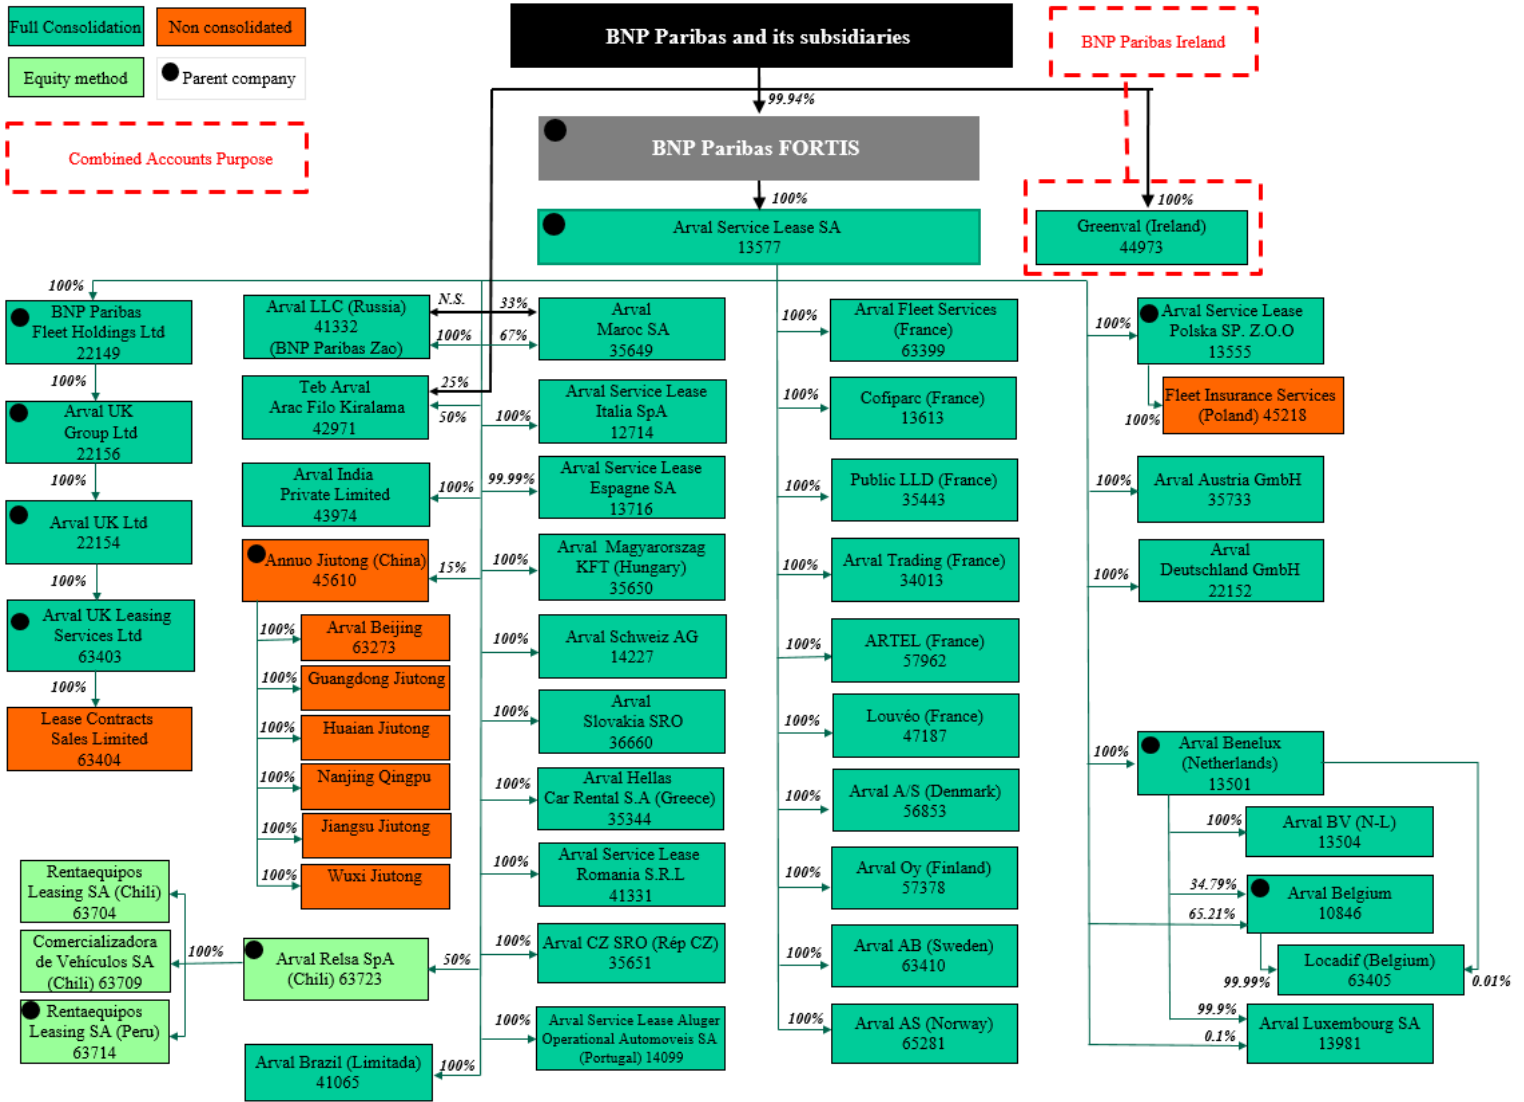 Full Consolidation
Non consolidated
Equity method
Parent company
Combined Accounts Purpose
BNP Paribas and its subsidiaries
BNP Paribas Ireland
99.94%
BNP Paribas FORTIS
100%
100%
Arval Service Lease SA
13577
Greenval (Ireland)
44973
100%
BNP Paribas
Fleet Holdings Ltd
22149
100%
Arval UK
Group Ltd
22156
100%
Arval UK Ltd
22154
100%
Arval UK Leasing
Services Ltd
63403
100%
Lease Contracts
Sales Limited
63404
Arval LLC (Russia)
41332
(BNP Paribas Zao)
N.S.
100%
33%
67%
Teb Arval
Arac Filo Kiralama
42971
25%
50%
Arval India
Private Limited
43974
100%
Annuo Jiutong (China)
45610
15%
100%
Arval Beijing
63273
100%
Guangdong Jiutong
100%
Huaian Jiutong
100%
Nanjing Qingpu
100%
Jiangsu Jiutong
100%
Wuxi Jiutong
Rentaequipos
Leasing SA (Chili)
63704
Comercializadora
de Vehículos SA
(Chili) 63709
Rentaequipos
Leasing SA (Peru)
63714
100%
Arval Relsa SpA
(Chili) 63723
50%
Arval Brazil (Limitada)
41065
100%
Arval
Maroc SA
35649
100%
Arval Service Lease
Italia SpA
12714
99.99%
Arval Service Lease
Espagne SA
13716
100%
Arval Magyarorszag
KFT (Hungary)
35650
100%
Arval Schweiz AG
14227
100%
Arval
Slovakia SRO
36660
100%
Arval Hellas
Car Rental S.A (Greece)
35344
100%
Arval Service Lease
Romania S.R.L
41331
100%
Arval CZ SRO (Rép CZ)
35651
100%
Arval Service Lease Aluger
Operational Automoveis SA
(Portugal) 14099
100%
Arval Fleet Services
(France)
63399
100%
Cofiparc (France)
13613
100%
Public LLD (France)
35443
100%
Arval Trading (France)
34013
100%
ARTEL (France)
57962
100%
Louvéo (France)
47187
100%
Arval A/S (Denmark)
56853
100%
Arval Oy (Finland)
57378
100%
Arval AB (Sweden)
63410
100%
Arval AS (Norway)
65281
100%
Arval Service Lease
Polska SP. Z.O.O
13555
100%
Fleet Insurance Services
(Poland) 45218
100%
Arval Austria GmbH
35733
100%
Arval
Deutschland GmbH
22152
100%
Arval Benelux
(Netherlands)
13501
100%
Arval BV (N-L)
13504
34.79%
65.21%
Arval Belgium
10846
99.99%
Locadif (Belgium)
63405
0.01%
99.9%
0.1%
Arval Luxembourg SA
13981